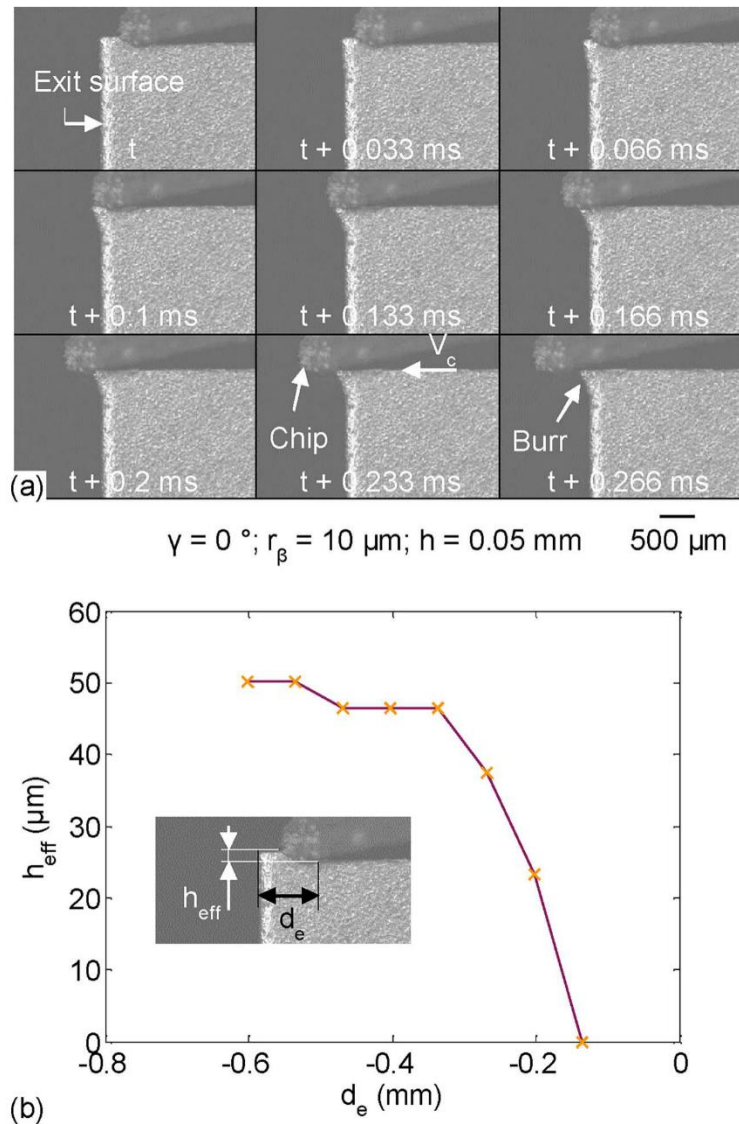 Exit surface
t
t + 0.033 ms
t + 0.066 ms
t + 0.1 ms
t + 0.133 ms
t + 0.166 ms
V_c
Chip
Burr
t + 0.2 ms
t + 0.233 ms
t + 0.266 ms
(a)
γ = 0 °; r_β = 10 µm; h = 0.05 mm
500 µm
60
50
40
30
20
10
0
h_eff (µm)
h_eff
d_e
-0.8
-0.6
-0.4
-0.2
0
d_e (mm)
(b)